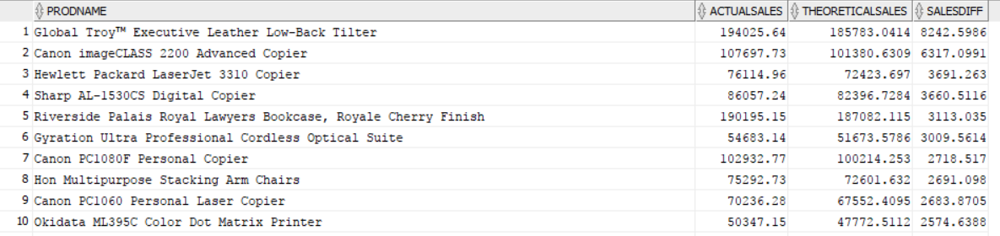 PRODNAME ACTUALSALES THEORETICALSALES SALESDIFF
1 Global Troy™ Executive Leather Low-Back Tilter 194025.64 185783.0414 8242.5986
2 Canon imageCLASS 2200 Advanced Copier 107697.73 101380.6309 6317.0991
3 Hewlett Packard LaserJet 3310 Copier 76114.96 72423.697 3691.263
4 Sharp AL-1530CS Digital Copier 86057.24 82396.7284 3660.5116
5 Riverside Palais Royal Lawyers Bookcase, Royale Cherry Finish 190195.15 187082.115 3113.035
6 Gyration Ultra Professional Cordless Optical Suite 54683.14 51673.5786 3009.5614
7 Canon PC1080F Personal Copier 102932.77 100214.253 2718.517
8 Hon Multipurpose Stacking Arm Chairs 75292.73 72601.632 2691.098
9 Canon PC1060 Personal Laser Copier 70236.28 67552.4095 2683.8705
10 Okidata ML395C Color Dot Matrix Printer 50347.15 47772.5112 2574.6388